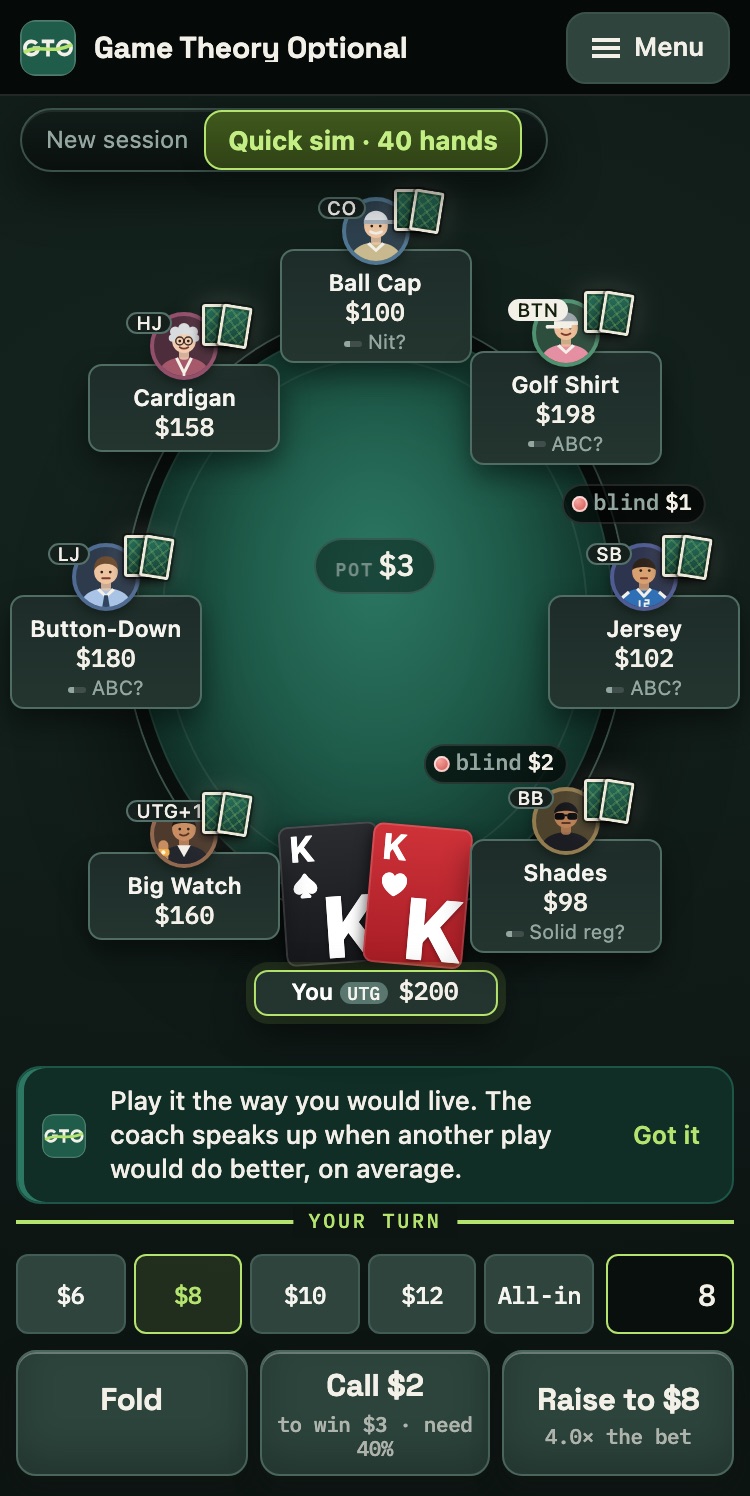 GTO
Game Theory Optional
Menu
New session
Quick sim · 40 hands
CO
Ball Cap
$100
Nit?
HJ
Cardigan
$158
BTN
Golf Shirt
$198
ABC?
blind $1
LJ
Button-Down
$180
ABC?
POT $3
SB
12
Jersey
$102
ABC?
blind $2
UTG+1
Big Watch
$160
K
K
K
K
BB
Shades
$98
Solid reg?
You UTG $200
GTO
Play it the way you would live. The
coach speaks up when another play
would do better, on average.
Got it
YOUR TURN
$6
$8
$10
$12
All-in
8
Fold
Call $2
to win $3 · need
40%
Raise to $8
4.0× the bet